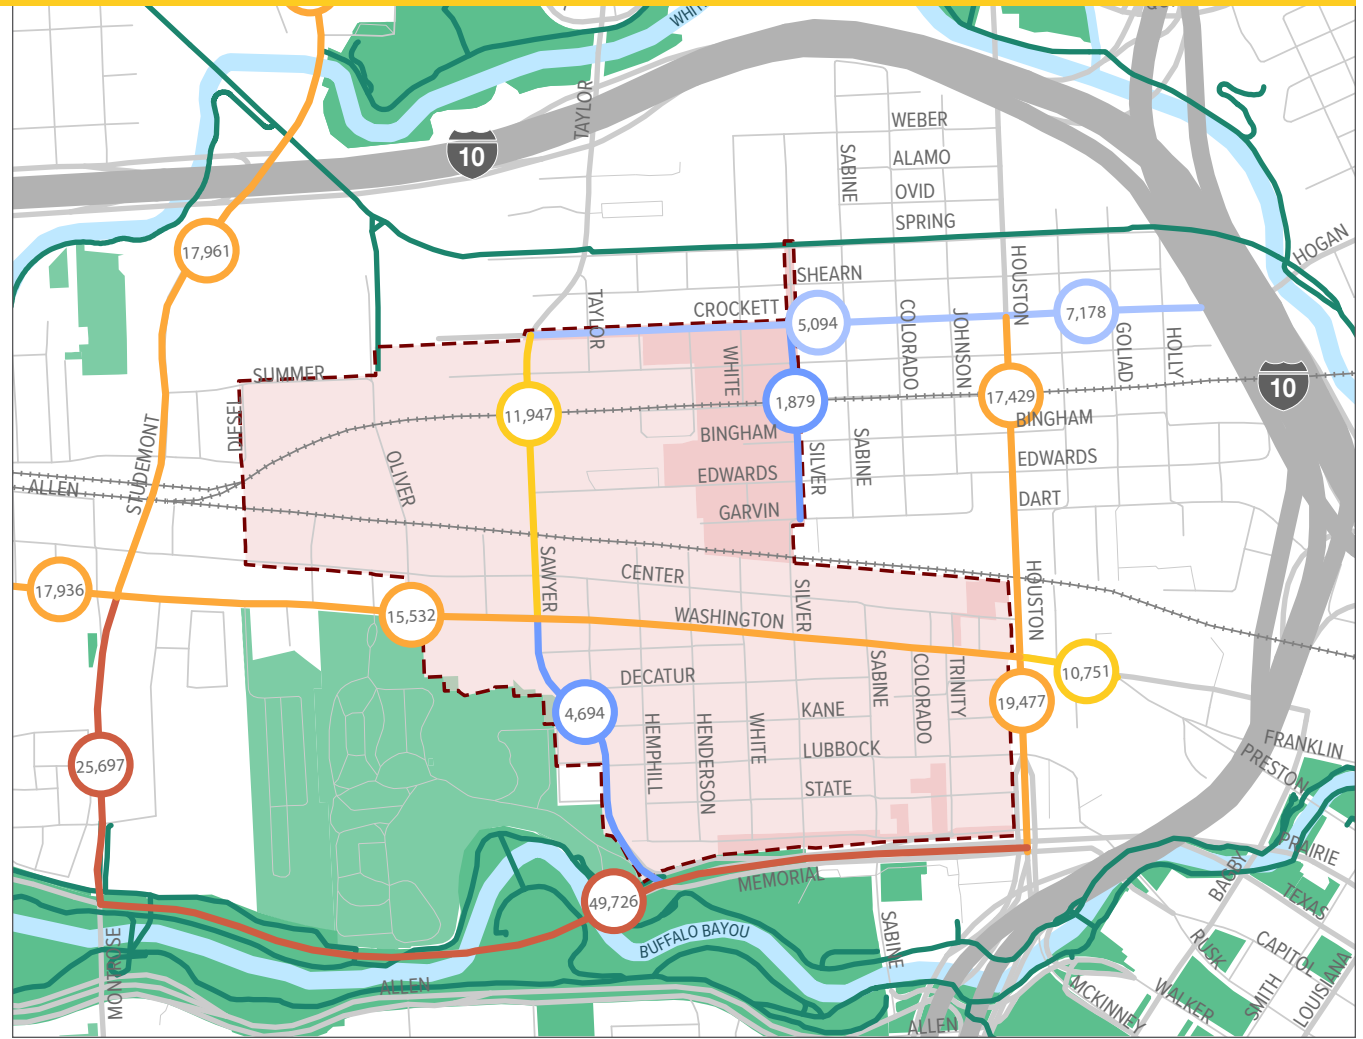 WHIT
TAYLOR
10
WEBER
SABINE
ALAMO
OVID
SPRING
HOGAN
17,961
SHEARN
HOUSTON
TAYLOR
CROCKETT
5,094
COLORADO
JOHNSON
7,178
GOLIAD
HOLLY
SUMMER
WHITE
10
DIESEL
11,947
1,879
17,429
BINGHAM
STUDEMONT
BINGHAM
SILVER
SABINE
EDWARDS
ALLEN
OLIVER
EDWARDS
DART
GARVIN
SAWYER
CENTER
HOUSTON
17,936
15,532
WASHINGTON
SILVER
DECATUR
SABINE
COLORADO
TRINITY
10,751
4,694
HEMPHILL
HENDERSON
WHITE
KANE
19,477
LUBBOCK
FRANKLIN
PRESTON
25,697
STATE
PRAIRIE
MEMORIAL
BAGBY
TEXAS
49,726
BUFFALO BAYOU
SABINE
RUSK
CAPITOL
MONTROSE
ALLEN
MCKINNEY
WALKER
SMITH
LOUISIANA
ALLEN